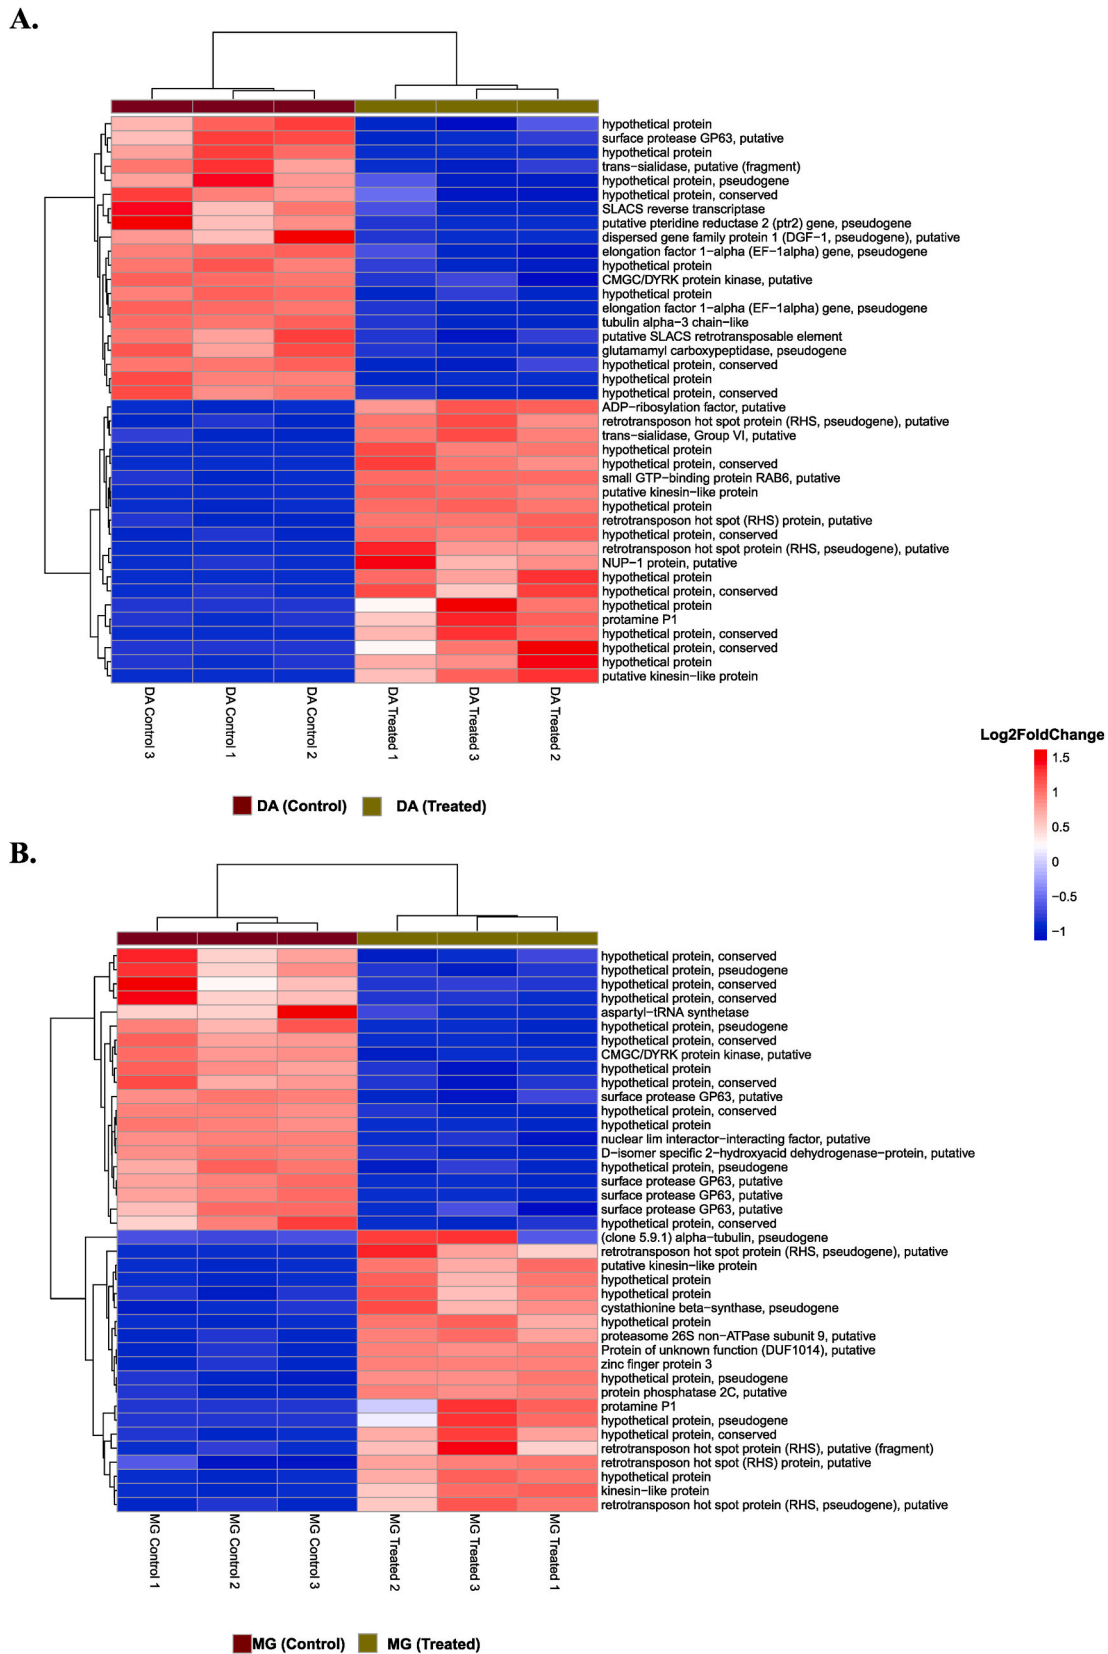 A.
hypothetical protein
surface protease GP63, putative
hypothetical protein
trans−sialidase, putative (fragment)
hypothetical protein, pseudogene
hypothetical protein, conserved
SLACS reverse transcriptase
putative pteridine reductase 2 (ptr2) gene, pseudogene
dispersed gene family protein 1 (DGF−1, pseudogene), putative
elongation factor 1−alpha (EF−1alpha) gene, pseudogene
hypothetical protein
CMGC/DYRK protein kinase, putative
hypothetical protein
elongation factor 1−alpha (EF−1alpha) gene, pseudogene
tubulin alpha−3 chain−like
putative SLACS retrotransposable element
glutamamyl carboxypeptidase, pseudogene
hypothetical protein, conserved
hypothetical protein
hypothetical protein, conserved
ADP−ribosylation factor, putative
retrotransposon hot spot protein (RHS, pseudogene), putative
trans−sialidase, Group VI, putative
hypothetical protein
hypothetical protein, conserved
small GTP−binding protein RAB6, putative
putative kinesin−like protein
hypothetical protein
retrotransposon hot spot (RHS) protein, putative
hypothetical protein, conserved
retrotransposon hot spot protein (RHS, pseudogene), putative
NUP−1 protein, putative
hypothetical protein
hypothetical protein, conserved
hypothetical protein
protamine P1
hypothetical protein, conserved
hypothetical protein, conserved
hypothetical protein
putative kinesin−like protein
DA Control 3
DA Control 1
DA Control 2
DA Treated 1
DA Treated 3
DA Treated 2
DA (Control)
DA (Treated)
Log2FoldChange
1.5
1
0.5
0
−0.5
−1
B.
hypothetical protein, conserved
hypothetical protein, pseudogene
hypothetical protein, conserved
hypothetical protein, conserved
aspartyl−tRNA synthetase
hypothetical protein, pseudogene
hypothetical protein, conserved
CMGC/DYRK protein kinase, putative
hypothetical protein
hypothetical protein, conserved
surface protease GP63, putative
hypothetical protein, conserved
hypothetical protein
nuclear lim interactor−interacting factor, putative
D−isomer specific 2−hydroxyacid dehydrogenase−protein, putative
hypothetical protein, pseudogene
surface protease GP63, putative
surface protease GP63, putative
surface protease GP63, putative
hypothetical protein, conserved
(clone 5.9.1) alpha−tubulin, pseudogene
retrotransposon hot spot protein (RHS, pseudogene), putative
putative kinesin−like protein
hypothetical protein
hypothetical protein
cystathionine beta−synthase, pseudogene
hypothetical protein
proteasome 26S non−ATPase subunit 9, putative
Protein of unknown function (DUF1014), putative
zinc finger protein 3
hypothetical protein, pseudogene
protein phosphatase 2C, putative
protamine P1
hypothetical protein, pseudogene
hypothetical protein, conserved
retrotransposon hot spot protein (RHS), putative (fragment)
retrotransposon hot spot (RHS) protein, putative
hypothetical protein
kinesin−like protein
retrotransposon hot spot protein (RHS, pseudogene), putative
MG Control 1
MG Control 2
MG Control 3
MG Treated 2
MG Treated 3
MG Treated 1
MG (Control)
MG (Treated)